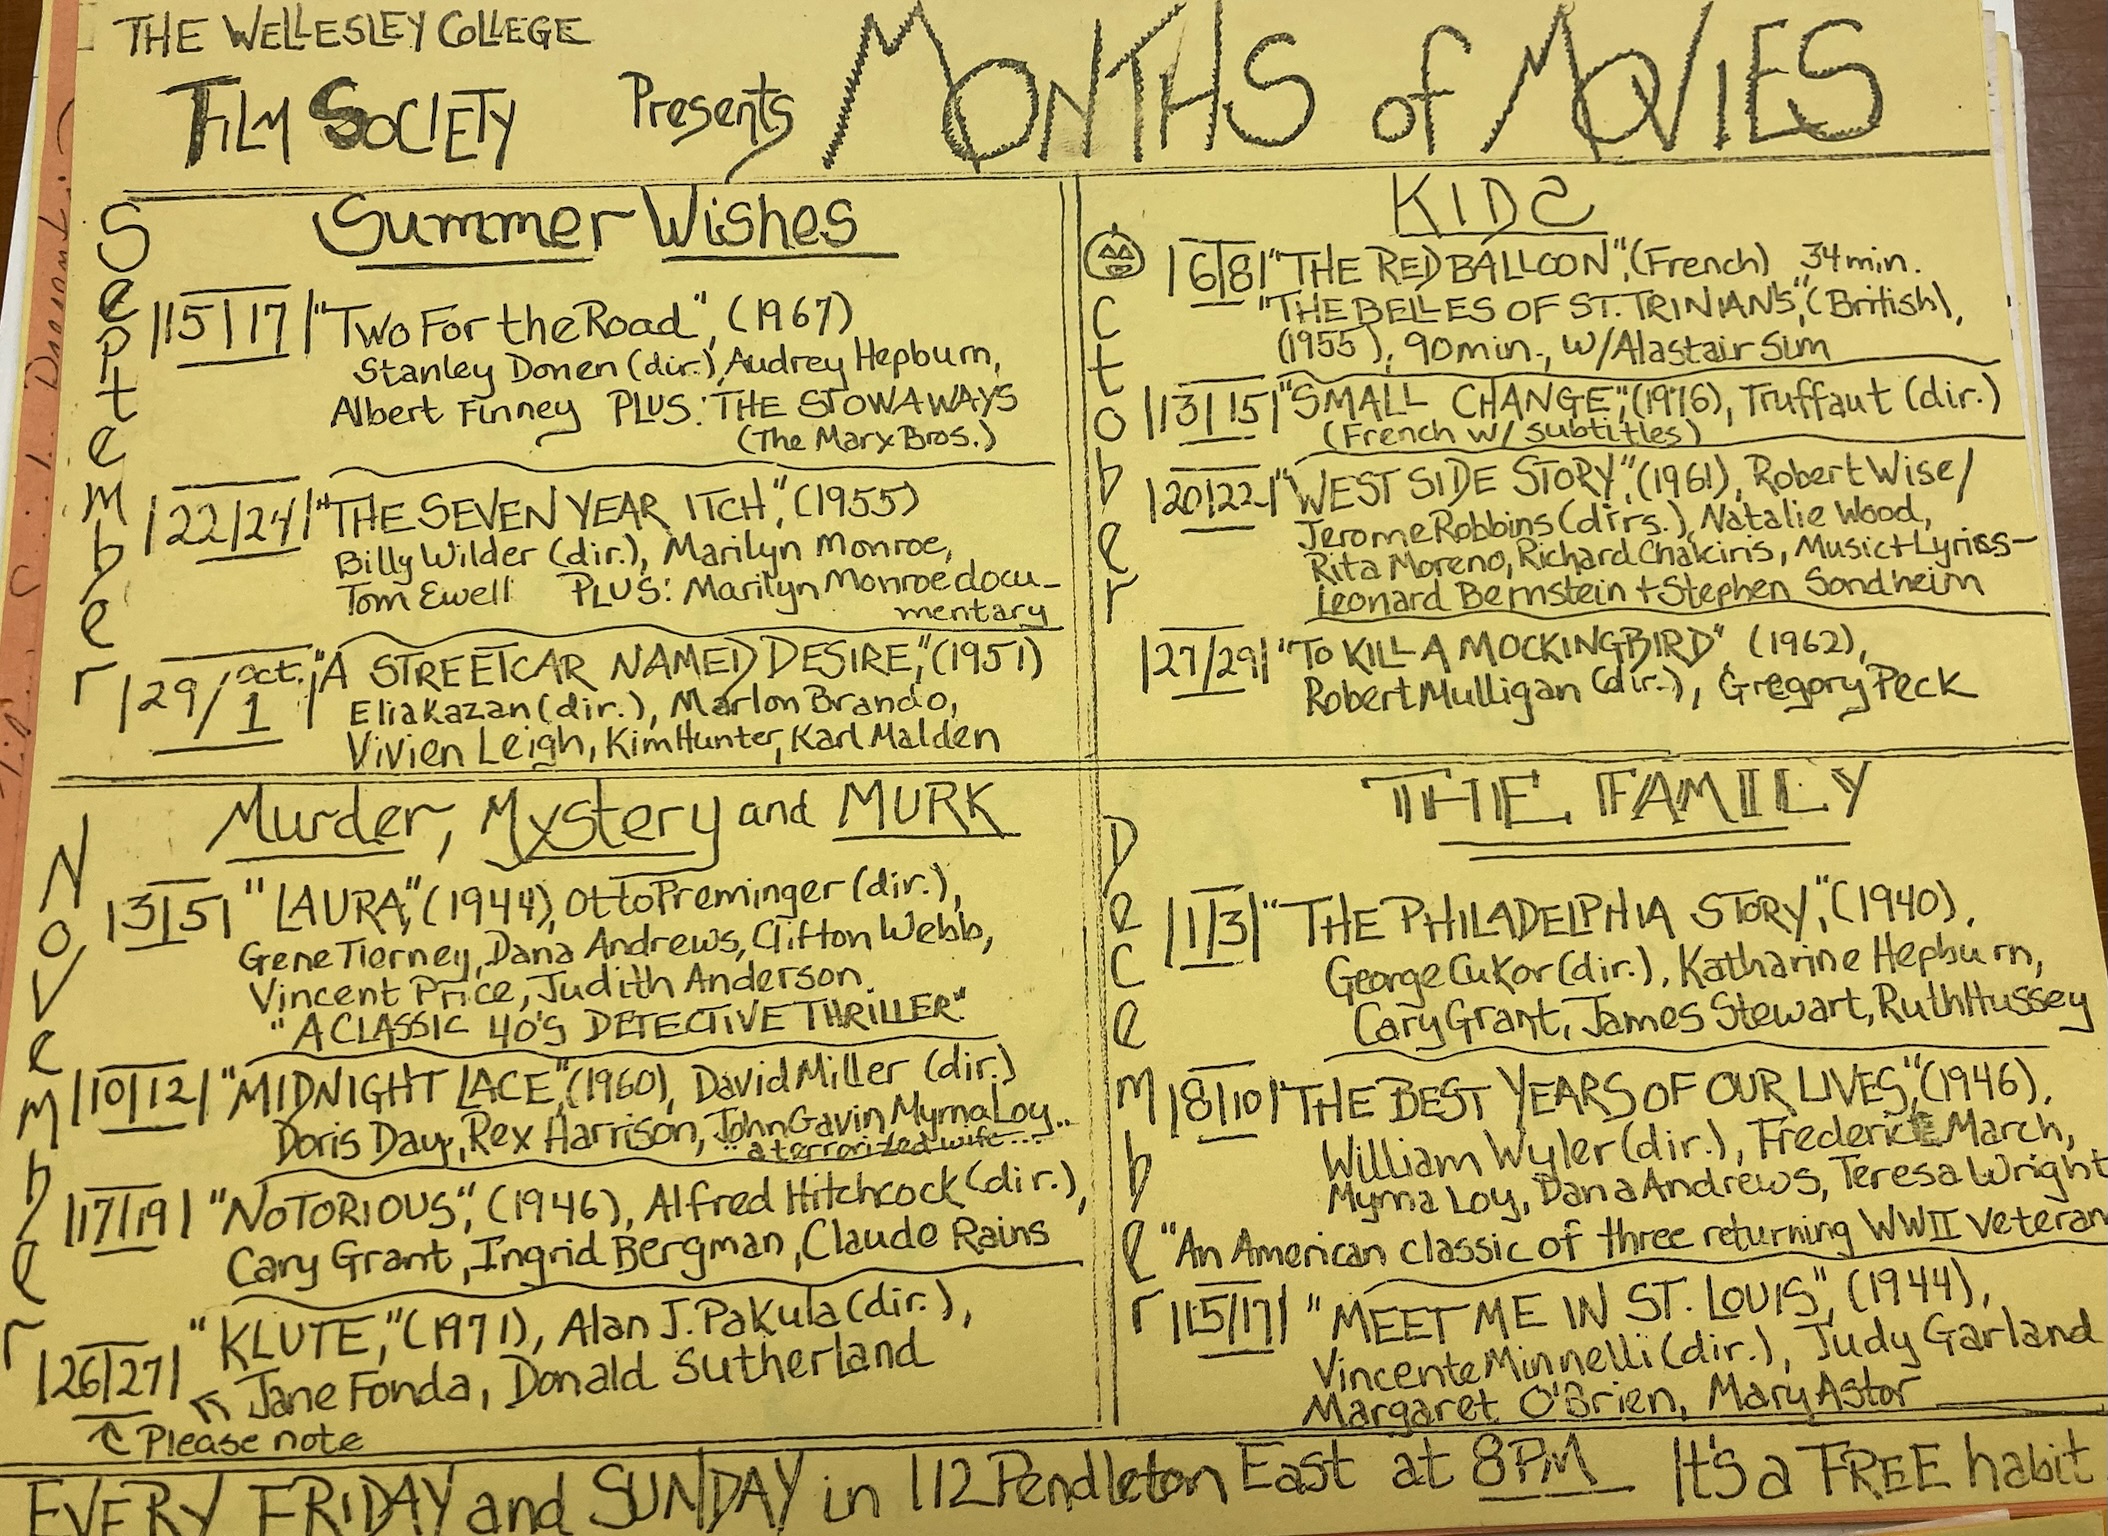 THE WELLESLEY COLLEGE
FILM SOCIETY Presents MONTHS of MOVIES
September
Summer Wishes
|15|17| "Two For the Road", (1967)
Stanley Donen (dir.), Audrey Hepburn,
Albert Finney PLUS: THE STOWAWAYS
(The Marx Bros.)
|22/24| "THE SEVEN YEAR ITCH", (1955)
Billy Wilder (dir.), Marilyn Monroe,
Tom Ewell PLUS: Marilyn Monroe docu-
mentary
|29/Oct. 1| "A STREETCAR NAMED DESIRE," (1951)
Elia Kazan (dir.), Marlon Brando,
Vivien Leigh, Kim Hunter, Karl Malden
October
KIDS
|6|8| "THE RED BALLOON", (French) 34 min.
"THE BELLES OF ST. TRINIANS", (British),
(1955), 90 min., w/Alastair Sim
|13|15| "SMALL CHANGE", (1976), Truffaut (dir.)
(French w/ subtitles)
|20|22| "WEST SIDE STORY", (1961), Robert Wise/
Jerome Robbins (dirs.), Natalie Wood,
Rita Moreno, Richard Chakiris, Music + Lyrics-
Leonard Bernstein + Stephen Sondheim
|27/29| "TO KILL A MOCKINGBIRD" (1962),
Robert Mulligan (dir.), Gregory Peck
November
Murder, Mystery and MURK
|3|5| "LAURA", (1944), Otto Preminger (dir.),
Gene Tierney, Dana Andrews, Clifton Webb,
Vincent Price, Judith Anderson.
"A CLASSIC 40'S DETECTIVE THRILLER"
|10|12| "MIDNIGHT LACE", (1960), David Miller (dir.)
Doris Day, Rex Harrison, John Gavin Myrna Loy..
..a terrorized wife....
|17|19| "NOTORIOUS", (1946), Alfred Hitchcock (dir.),
Cary Grant, Ingrid Bergman, Claude Rains
|26|27| "KLUTE," (1971), Alan J. Pakula (dir.),
Jane Fonda, Donald Sutherland
Please note
December
THE FAMILY
|1|3| "THE PHILADELPHIA STORY", (1940),
George Cukor (dir.), Katharine Hepburn,
Cary Grant, James Stewart, Ruth Hussey
|8|10| "THE BEST YEARS OF OUR LIVES", (1946),
William Wyler (dir.), Frederic March,
Myrna Loy, Dana Andrews, Teresa Wright
"An American classic of three returning WWII veteran
|15/17| "MEET ME IN ST. LOUIS", (1944),
Vincente Minnelli (dir.), Judy Garland
Margaret O'Brien, Mary Astor
EVERY FRIDAY and SUNDAY in 112 Pendleton East at 8PM It's a FREE habit